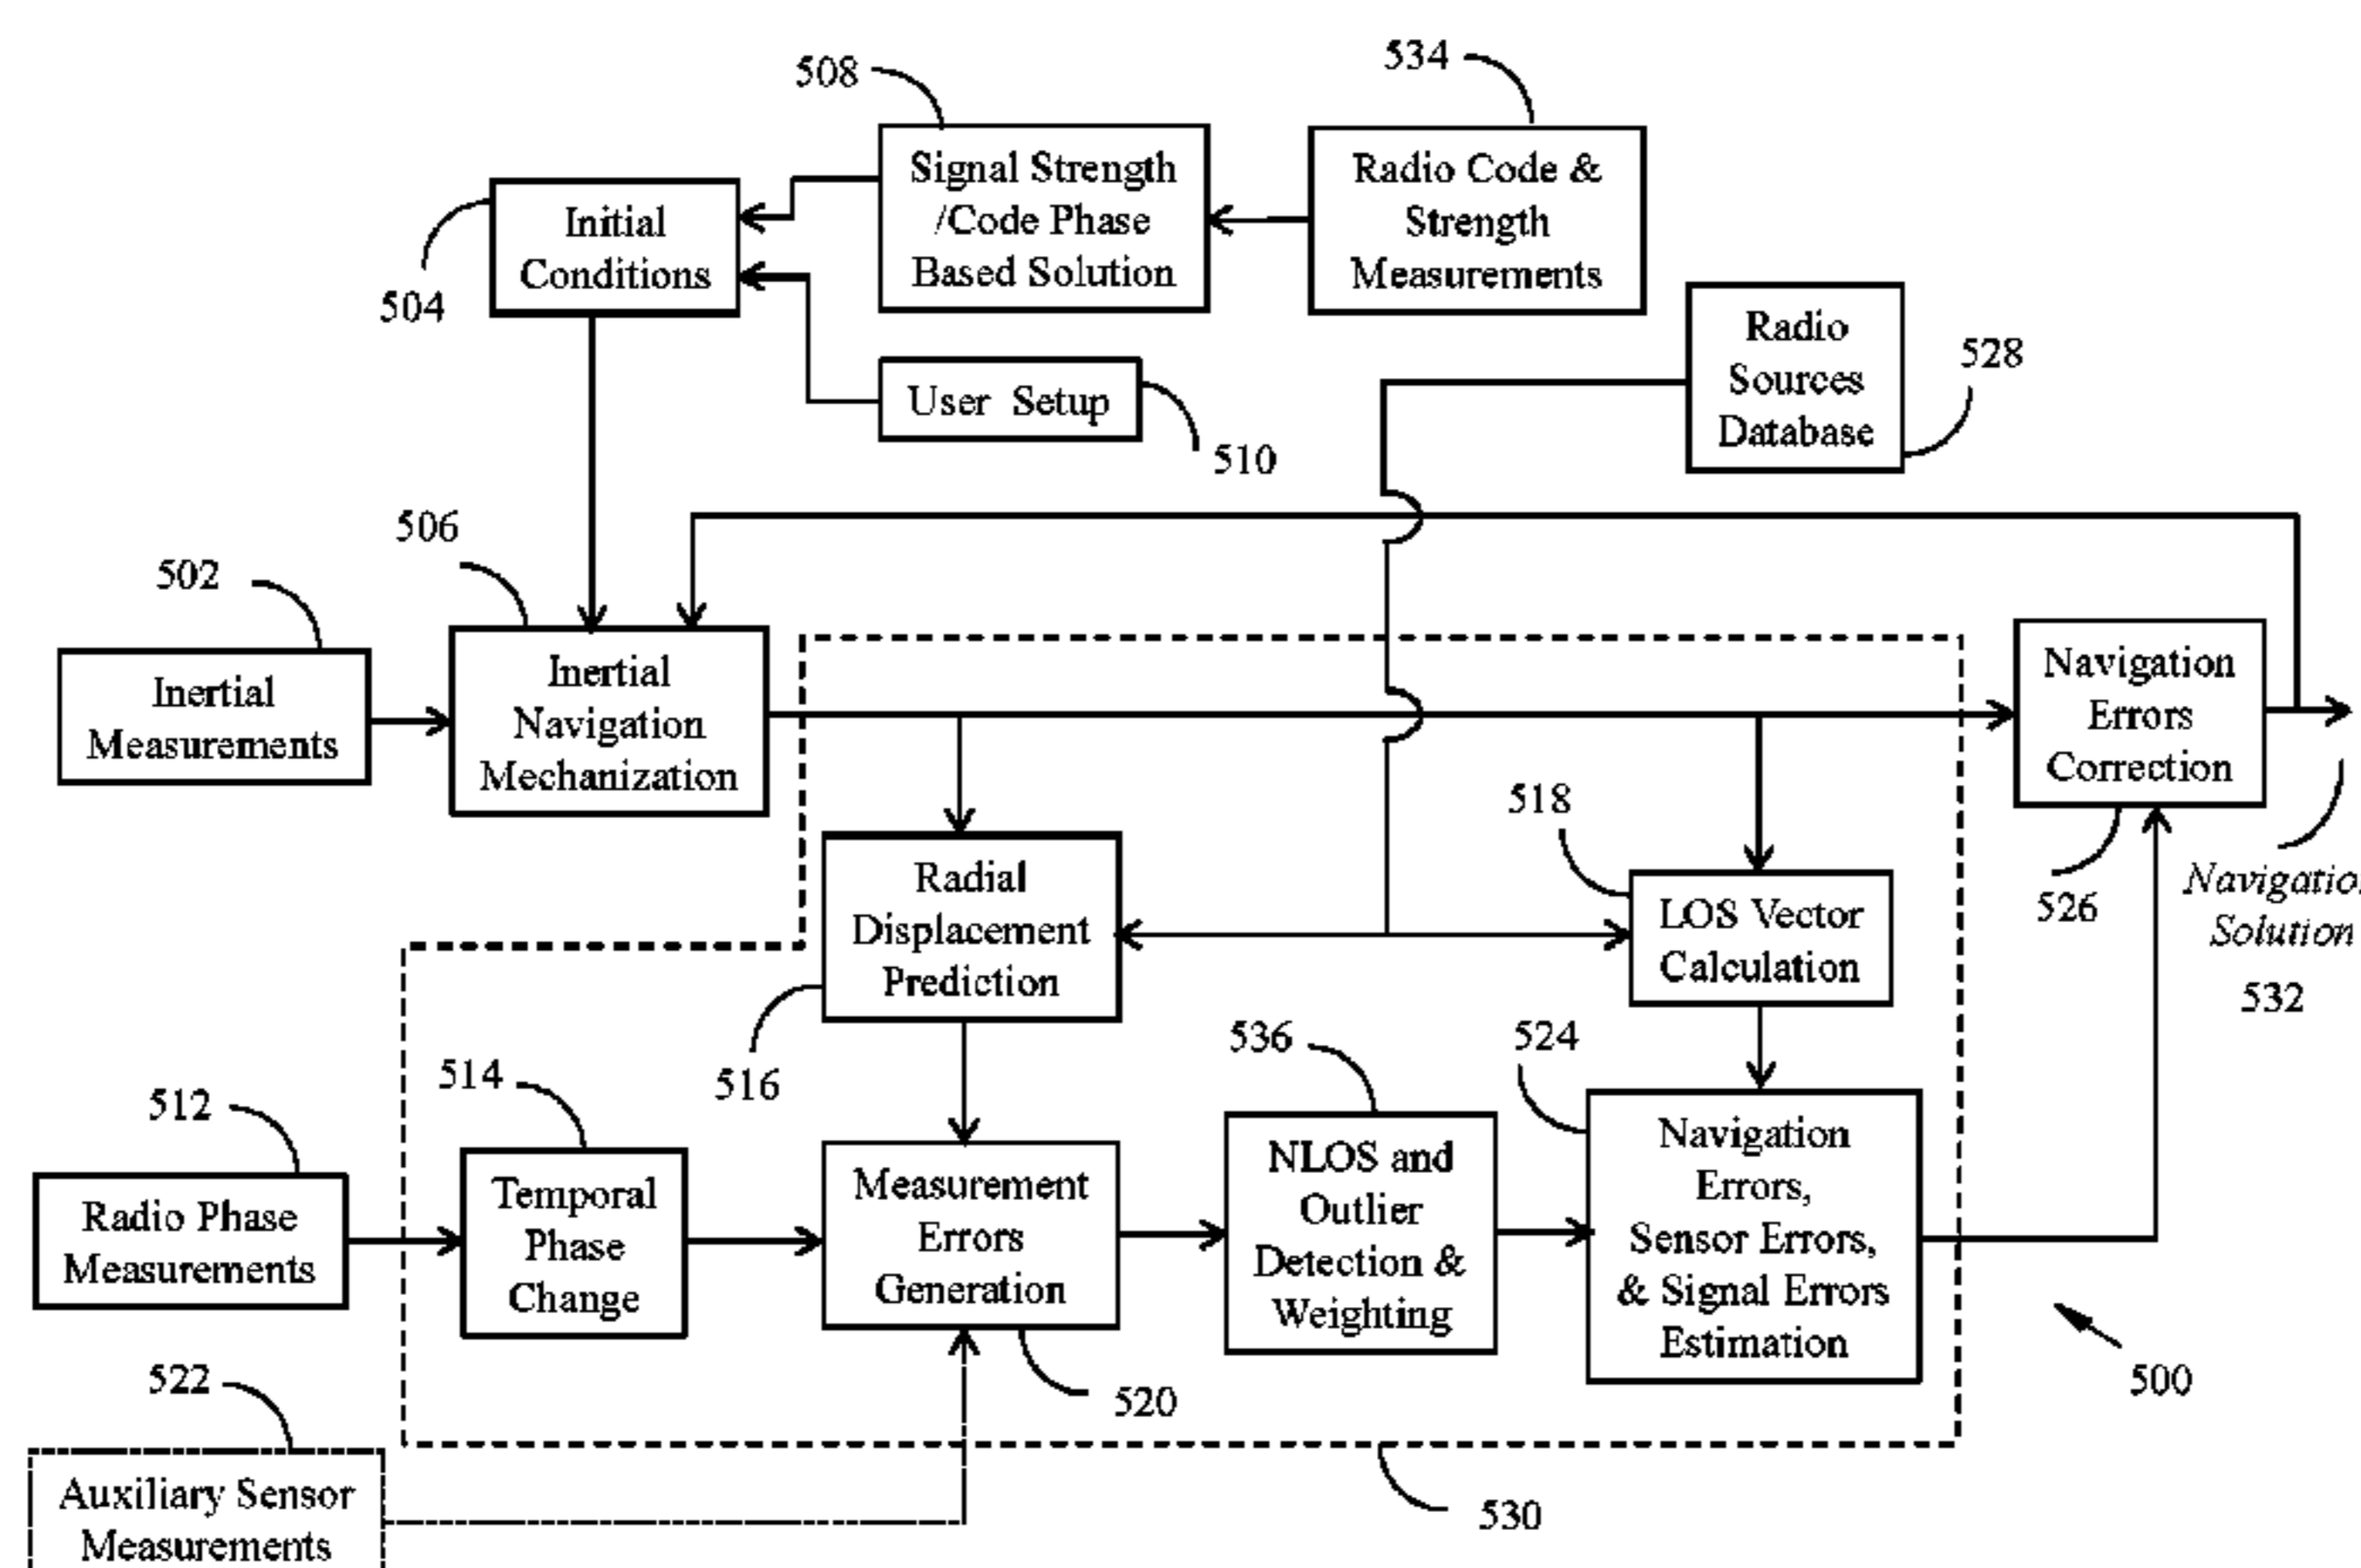 508
534
Signal Strength
/Code Phase
Based Solution
Radio Code &
Strength
Measurements
Initial
Conditions
504
Radio
Sources
Database
528
User Setup
510
506
502
Inertial
Measurements
Inertial
Navigation
Mechanization
Navigation
Errors
Correction
518
526
Navigatio
Solution
532
Radial
Displacement
Prediction
LOS Vector
Calculation
516
536
524
514
512
Radio Phase
Measurements
Temporal
Phase
Change
Measurement
Errors
Generation
NLOS and
Outlier
Detection &
Weighting
Navigation
Errors,
Sensor Errors,
& Signal Errors
Estimation
500
522
520
530
Auxiliary Sensor
Measurements